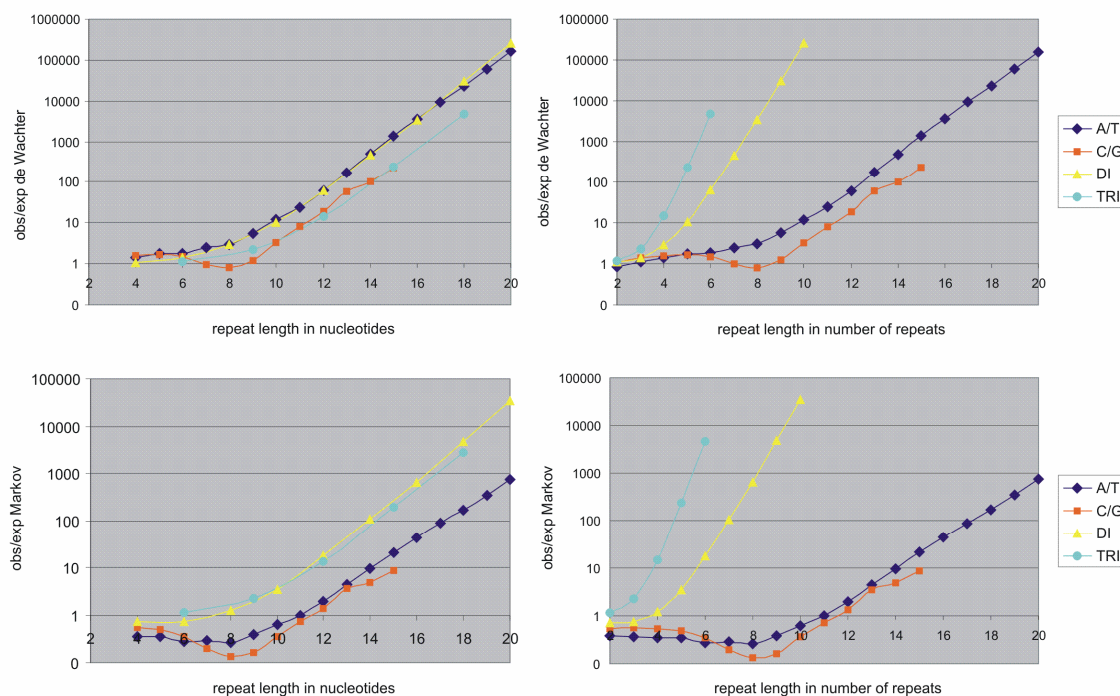 1000000
100000
10000
1000
100
10
1
0
2 4 6 8 10 12 14 16 18 20
obs/exp de Wachter
repeat length in nucleotides
1000000
100000
10000
1000
100
10
1
0
2 4 6 8 10 12 14 16 18 20
obs/exp de Wachter
repeat length in number of repeats
A/T
C/G
DI
TRI
100000
10000
1000
100
10
1
0
2 4 6 8 10 12 14 16 18 20
obs/exp Markov
repeat length in nucleotides
100000
10000
1000
100
10
1
0
4 6 8 10 12 14 16 18 20
obs/exp Markov
repeat length in number of repeats
A/T
C/G
DI
TRI